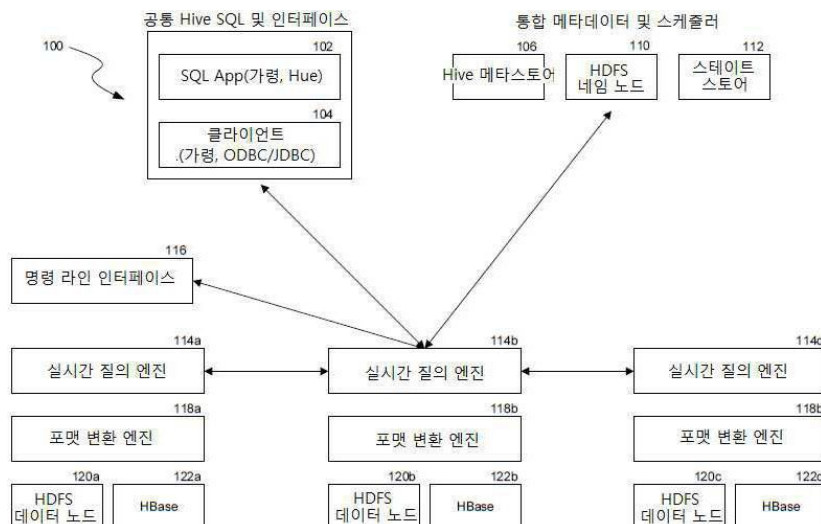 공통 Hive SQL 및 인터페이스
통합 메타데이터 및 스케줄러
100
102
SQL App(가령, Hue)
104
클라이언트
.(가령, ODBC/JDBC)
106
Hive 메타스토어
110
HDFS
네임 노드
112
스테이트
스토어
116
명령 라인 인터페이스
114a
실시간 질의 엔진
114b
실시간 질의 엔진
114c
실시간 질의 엔진
118a
포맷 변환 엔진
118b
포맷 변환 엔진
118b
포맷 변환 엔진
120a
HDFS
데이터 노드
122a
HBase
120b
HDFS
데이터 노드
122b
HBase
120c
HDFS
데이터 노드
122c
HBase